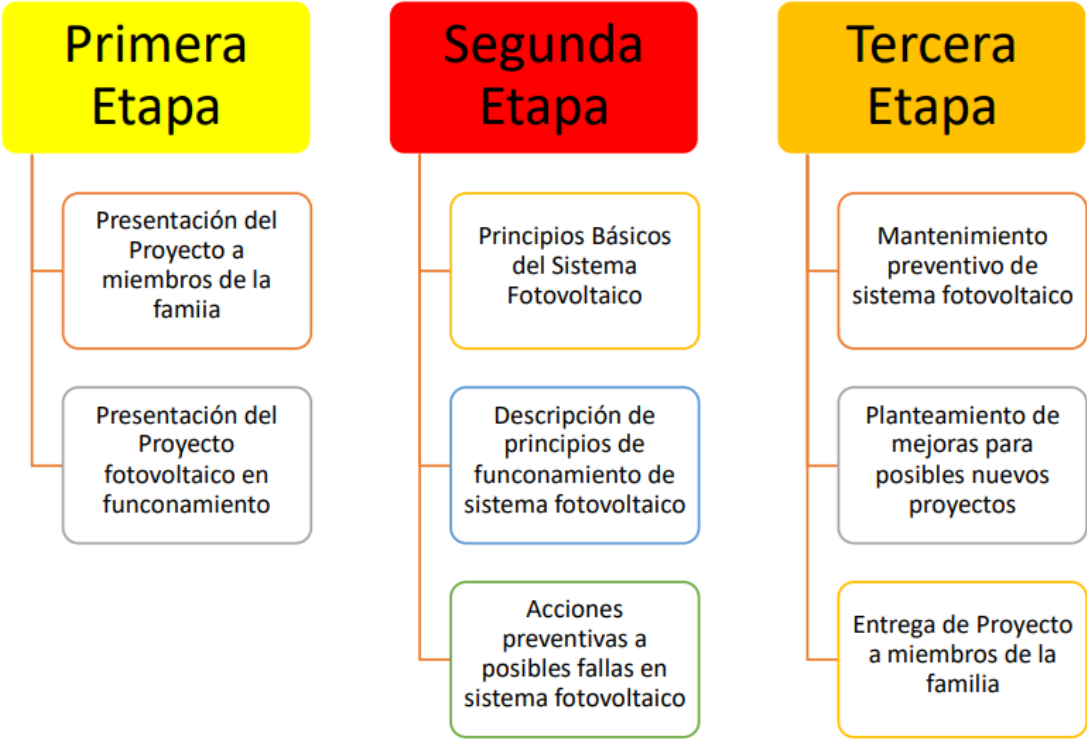 Primera
Etapa
Presentación del
Proyecto a
miembros de la
famiia
Presentación del
Proyecto
fotovoltaico en
funconamiento
Segunda
Etapa
Principios Básicos
del Sistema
Fotovoltaico
Descripción de
principios de
funconamiento de
sistema fotovoltaico
Acciones
preventivas a
posibles fallas en
sistema fotovoltaico
Tercera
Etapa
Mantenimiento
preventivo de
sistema fotovoltaico
Planteamiento de
mejoras para
posibles nuevos
proyectos
Entrega de Proyecto
a miembros de la
familia